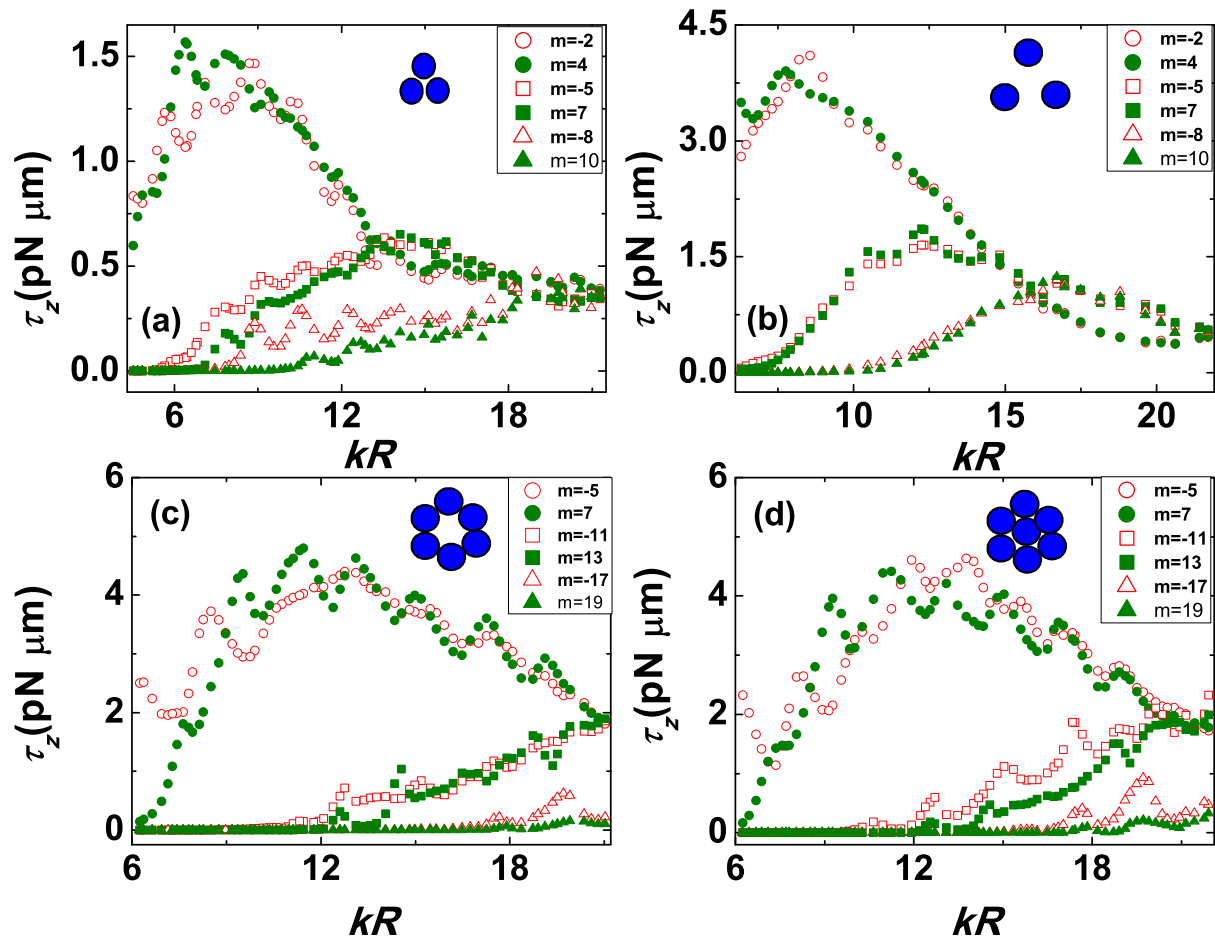 1.5
1.0
0.5
0.0
τz(pN μm)
(a)
m=-2
m=4
m=-5
m=7
m=-8
m=10
6
12
18
kR
4.5
3.0
1.5
0.0
τz(pN μm)
(b)
m=-2
m=4
m=-5
m=7
m=-8
m=10
10
15
20
kR
6
4
2
0
τz(pN μm)
(c)
m=-5
m=7
m=-11
m=13
m=-17
m=19
6
12
18
kR
6
4
2
0
τz(pN μm)
(d)
m=-5
m=7
m=-11
m=13
m=-17
m=19
6
12
18
kR